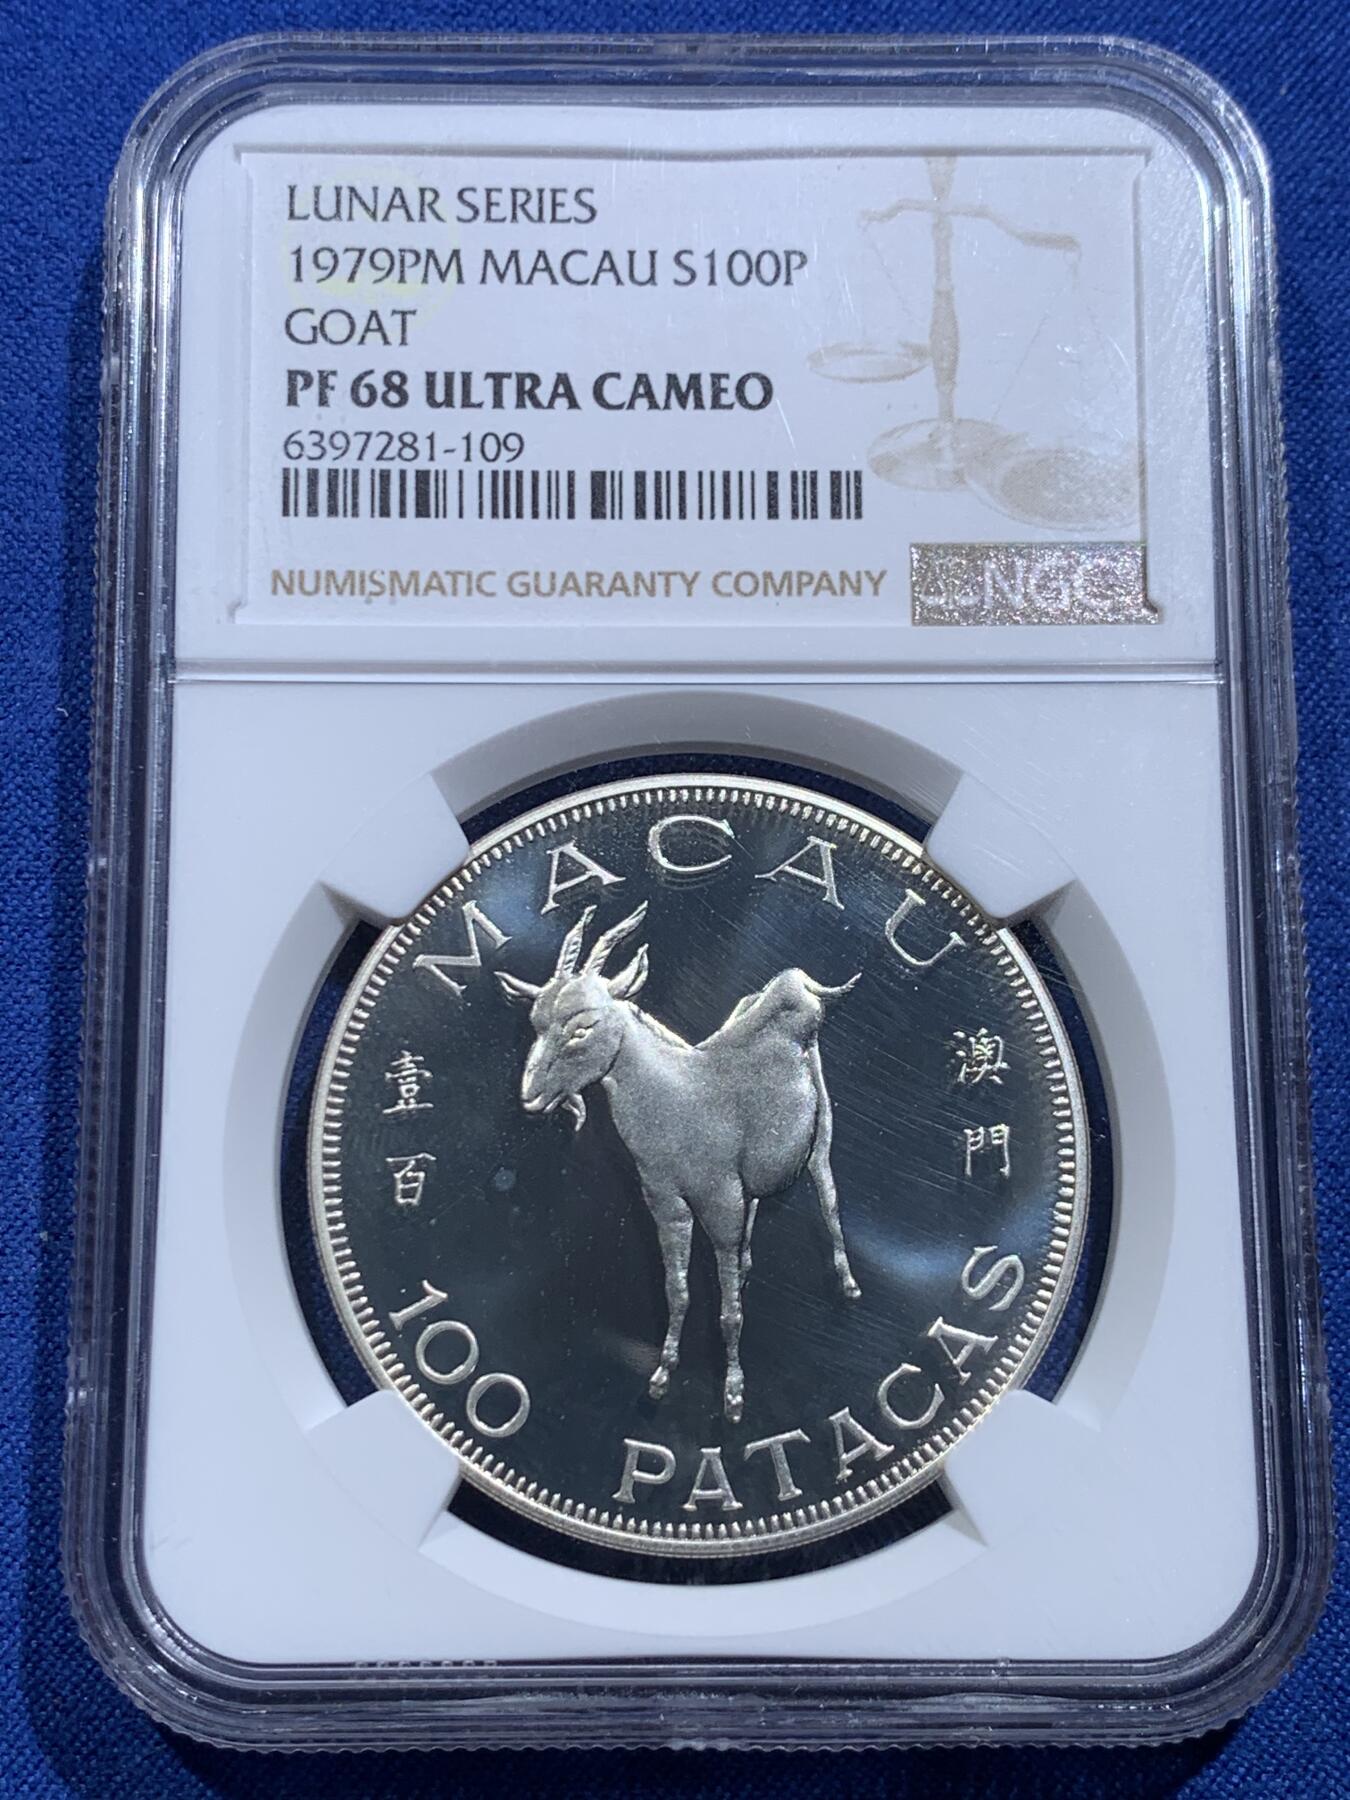 LUNAR SERIES
1979PM MACAU S100P
GOAT
PF 68 ULTRA CAMEO
6397281-109
NUMISMATIC GUARANTY COMPANY
NGC
MACAU
壹百
澳門
100 PATACAS